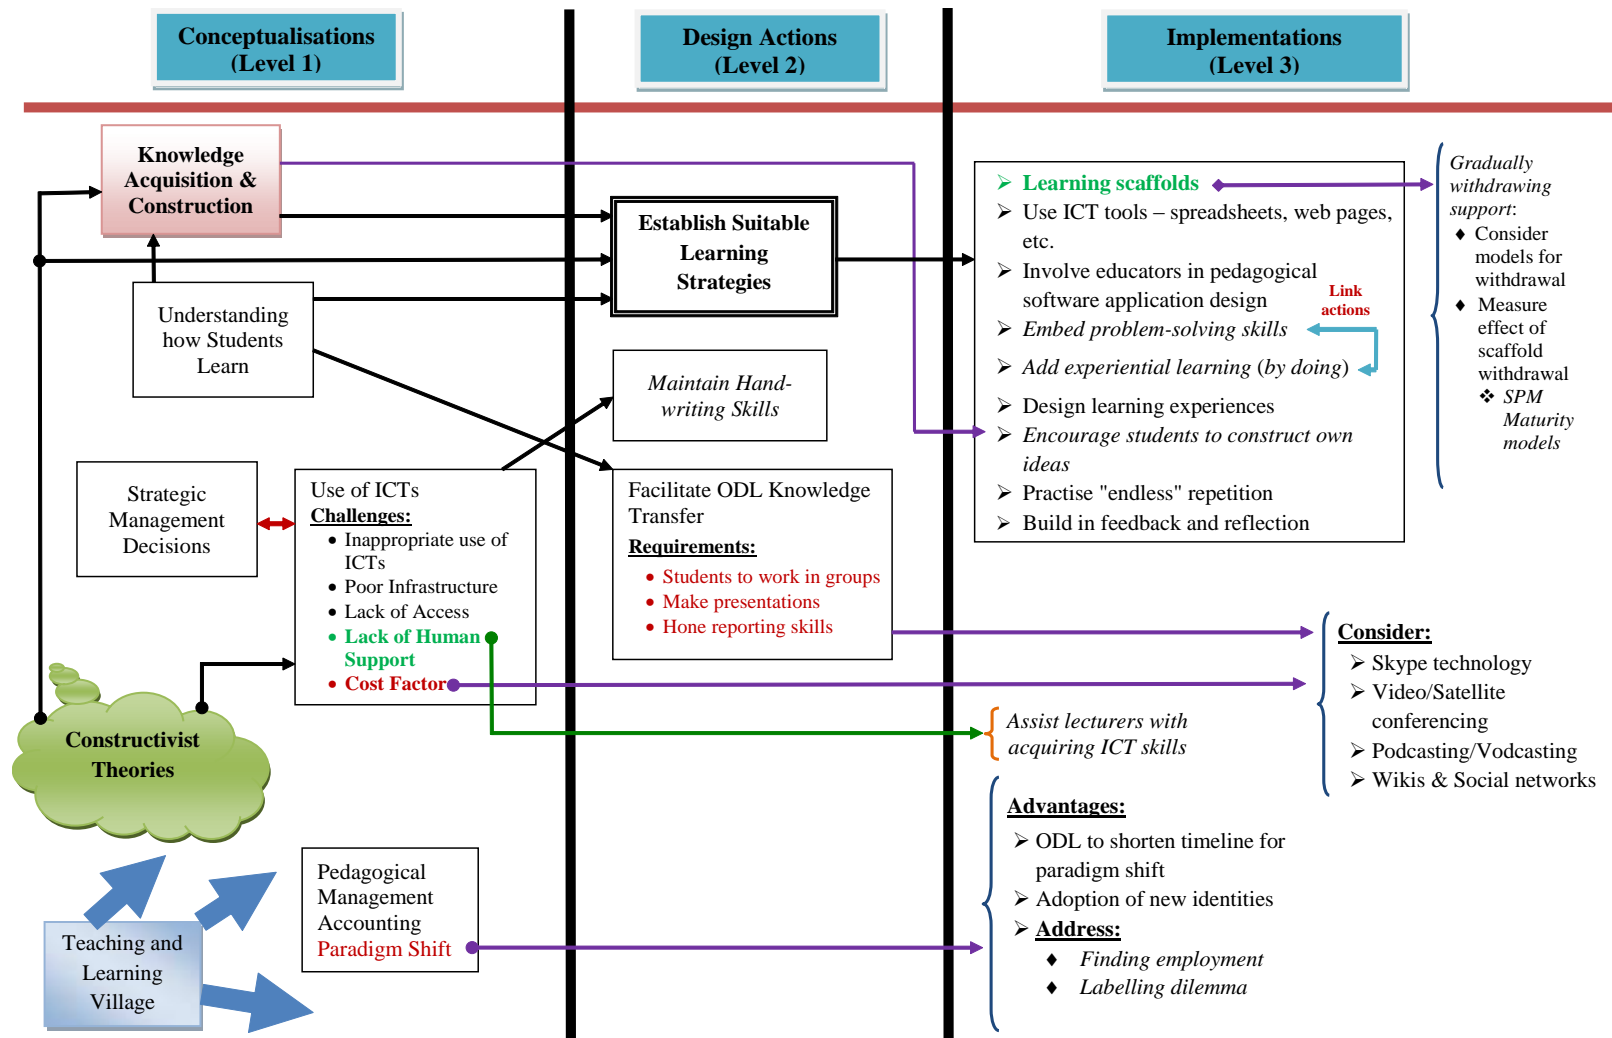 Conceptualisations
(Level 1)
Design Actions
(Level 2)
Implementations
(Level 3)
Knowledge
Acquisition &
Construction
Understanding
how Students
Learn
Strategic
Management
Decisions
Use of ICTs
Challenges:
• Inappropriate use of
ICTs
• Poor Infrastructure
• Lack of Access
• Lack of Human
Support
• Cost Factor
Constructivist
Theories
Teaching and
Learning
Village
Pedagogical
Management
Accounting
Paradigm Shift
Establish Suitable
Learning
Strategies
Maintain Hand-
writing Skills
Facilitate ODL Knowledge
Transfer
Requirements:
• Students to work in groups
• Make presentations
• Hone reporting skills
➢ Learning scaffolds
➢ Use ICT tools – spreadsheets, web pages,
etc.
➢ Involve educators in pedagogical
software application design
➢ Embed problem-solving skills
➢ Add experiential learning (by doing)
➢ Design learning experiences
➢ Encourage students to construct own
ideas
➢ Practise "endless" repetition
➢ Build in feedback and reflection
Link
actions
Gradually
withdrawing
support:
♦ Consider
models for
withdrawal
♦ Measure
effect of
scaffold
withdrawal
❖ SPM
Maturity
models
Consider:
➢ Skype technology
➢ Video/Satellite
conferencing
➢ Podcasting/Vodcasting
➢ Wikis & Social networks
Assist lecturers with
acquiring ICT skills
Advantages:
➢ ODL to shorten timeline for
paradigm shift
➢ Adoption of new identities
➢ Address:
♦ Finding employment
♦ Labelling dilemma